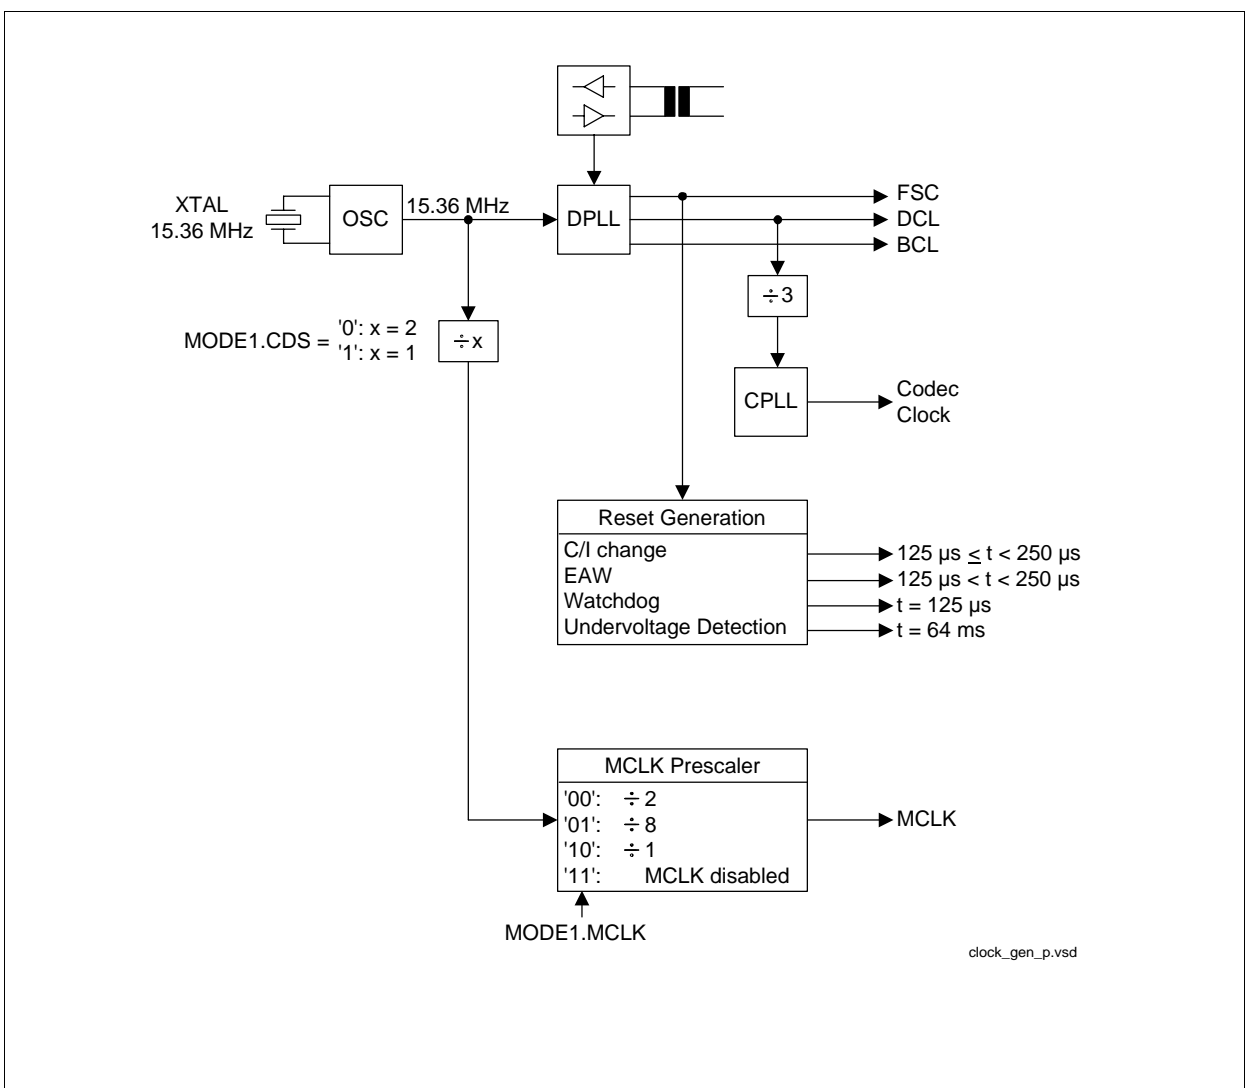 FSC
XTAL
15.36 MHz
OSC
15.36 MHz
DPLL
DCL
BCL
÷3
MODE1.CDS =
'0': x = 2
'1': x = 1
÷x
CPLL
Codec
Clock
Reset Generation
C/I change
125 µs ≤ t < 250 µs
EAW
125 µs < t < 250 µs
Watchdog
t = 125 µs
Undervoltage Detection
t = 64 ms
MCLK Prescaler
'00': ÷2
'01': ÷8
MCLK
'10': ÷1
'11': MCLK disabled
MODE1.MCLK
clock_gen_p.vsd